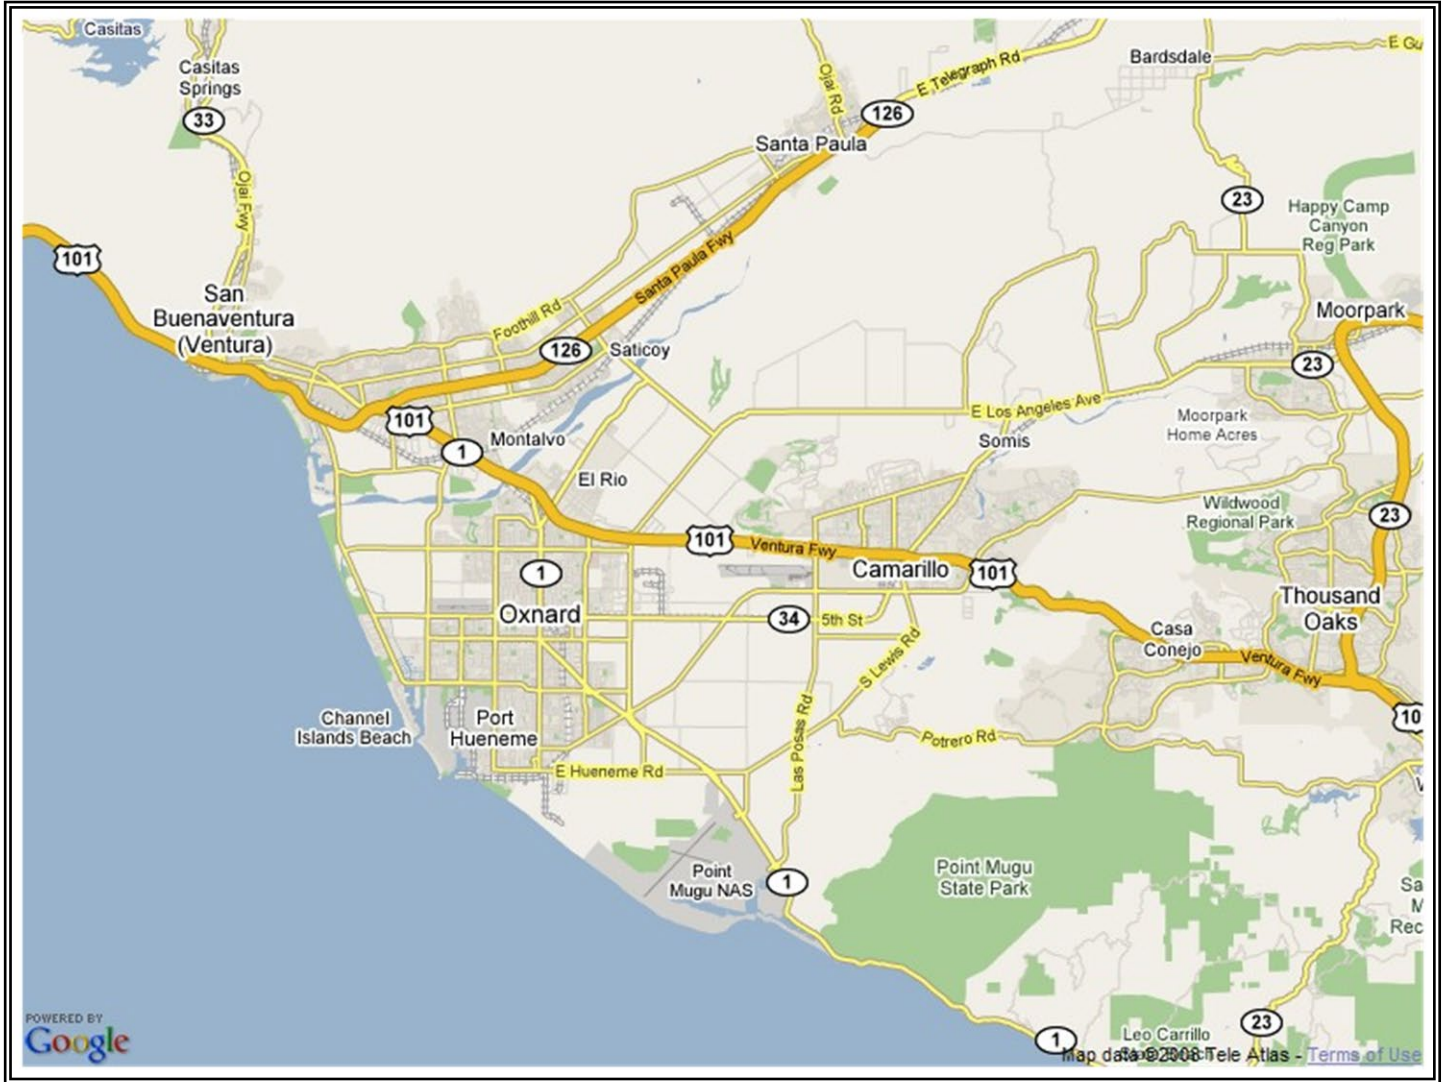 Casitas
Casitas
Springs
33
Ojai Fwy
Ojai Rd
E Telegraph Rd
126
Santa Paula
Bardsdale
E Gu
23
Happy Camp
Canyon
Reg Park
101
San
Buenaventura
(Ventura)
Santa Paula Fwy
Foothill Rd
126
Saticoy
Moorpark
23
101
1
Montalvo
E Los Angeles Ave
Somis
Moorpark
Home Acres
El Rio
Wildwood
Regional Park
23
101
Ventura Fwy
Camarillo
101
1
Oxnard
34
5th St
Thousand
Oaks
Casa
Conejo
Ventura Fwy
S Lewis Rd
10
Channel
Islands Beach
Port
Hueneme
Las Posas Rd
Potrero Rd
E Hueneme Rd
Point
Mugu NAS
1
Point Mugu
State Park
Sa
M
Rec
23
1
Leo Carrillo
POWERED BY
Google
Map data ©2008 Tele Atlas - Terms of Use